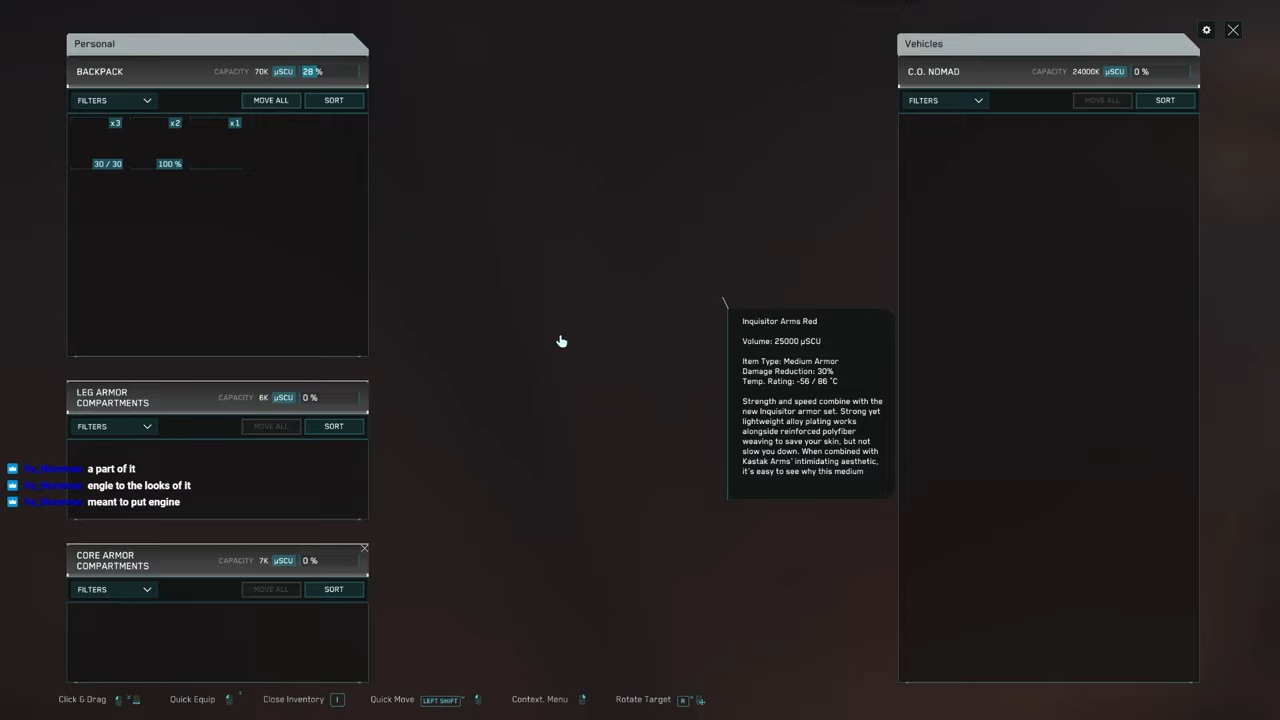 Personal
BACKPACK CAPACITY 70K µSCU 28 %
FILTERS MOVE ALL SORT
x3 x2 x1
30 / 30 100 %
LEG ARMOR
COMPARTMENTS
CAPACITY 6K µSCU 0 %
FILTERS MOVE ALL SORT
a part of it
engie to the looks of it
meant to put engine
CORE ARMOR
COMPARTMENTS
CAPACITY 7K µSCU 0 %
FILTERS MOVE ALL SORT
Inquisitor Arms Red
Volume: 25000 µSCU
Item Type: Medium Armor
Damage Reduction: 30%
Temp. Rating: -56 / 86 °C
Strength and speed combine with the
new Inquisitor armor set. Strong yet
lightweight alloy plating works
alongside reinforced polyfiber
weaving to save your skin, but not
slow you down. When combined with
Kastak Arms' intimidating aesthetic,
it's easy to see why this medium
Vehicles
C.O. NOMAD CAPACITY 24000K µSCU 0 %
FILTERS MOVE ALL SORT
Click & Drag Quick Equip Close Inventory I Quick Move LEFT SHIFT Context. Menu Rotate Target R